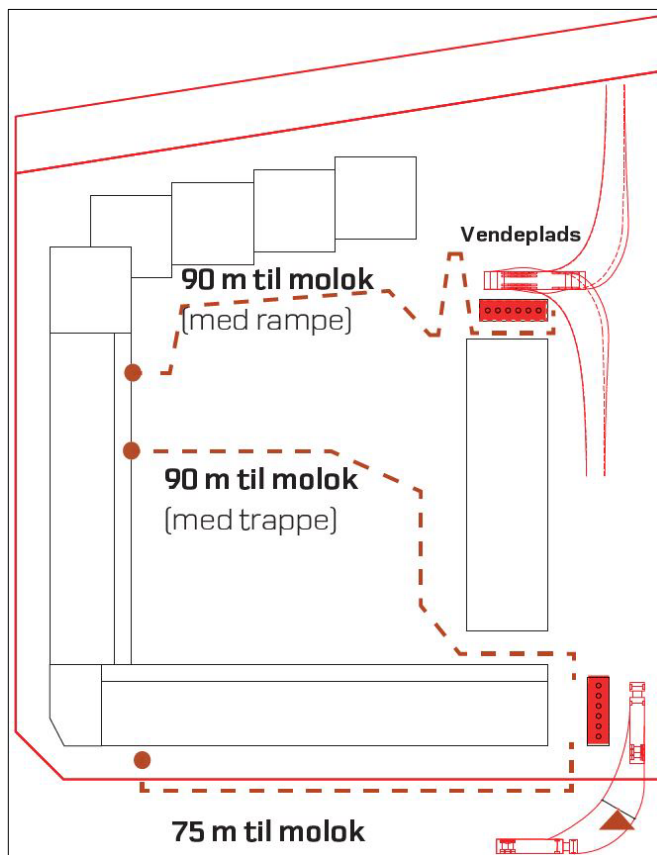 Vendeplads
90 m til molok
(med rampe)
90 m til molok
(med trappe)
75 m til molok